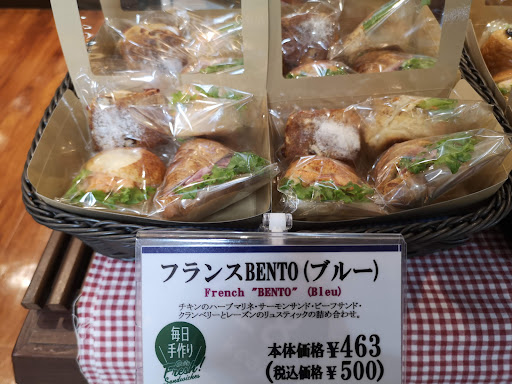 フランスBENTO(ブルー)
French "BENTO" (Bleu)
チキンのハーブマリネ・サーモンサンド・ビーフサンド・
クランベリーとレーズンのリュスティックの詰め合わせ。
毎日
手作り
Fresh!
Sandwiches
本体価格¥463
(税込価格¥500)